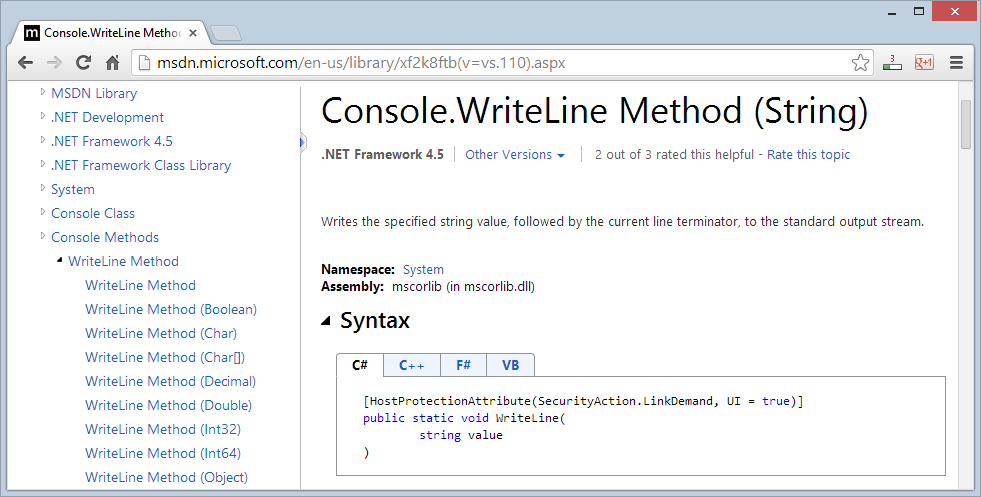 Console.WriteLine Metho
msdn.microsoft.com/en-us/library/xf2k8ftb(v=vs.110).aspx
3
g+1
MSDN Library
.NET Development
.NET Framework 4.5
.NET Framework Class Library
System
Console Class
Console Methods
WriteLine Method
WriteLine Method
WriteLine Method (Boolean)
WriteLine Method (Char)
WriteLine Method (Char[])
WriteLine Method (Decimal)
WriteLine Method (Double)
WriteLine Method (Int32)
WriteLine Method (Int64)
WriteLine Method (Object)
Console.WriteLine Method (String)
.NET Framework 4.5 Other Versions 2 out of 3 rated this helpful - Rate this topic
Writes the specified string value, followed by the current line terminator, to the standard output stream.
Namespace: System
Assembly: mscorlib (in mscorlib.dll)
Syntax
C# C++ F# VB
[HostProtectionAttribute(SecurityAction.LinkDemand, UI = true)]
public static void WriteLine(
string value
)